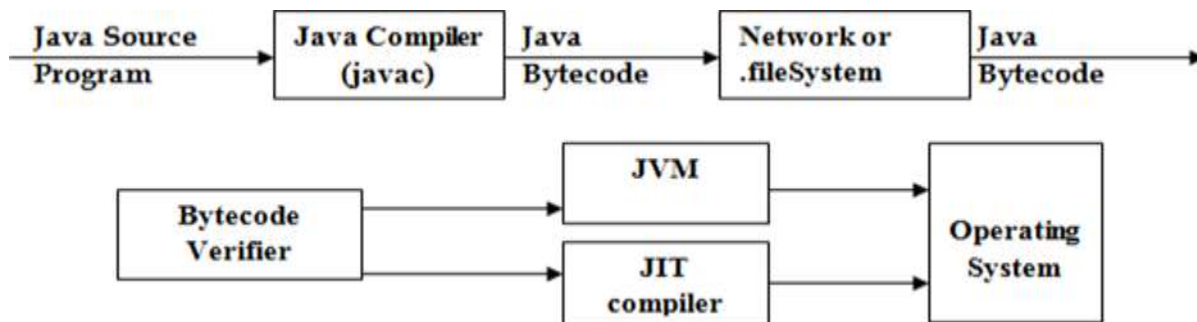 Java Source
Program
Java Compiler
(javac)
Java
Bytecode
Network or
.fileSystem
Java
Bytecode
Bytecode
Verifier
JVM
JIT
compiler
Operating
System